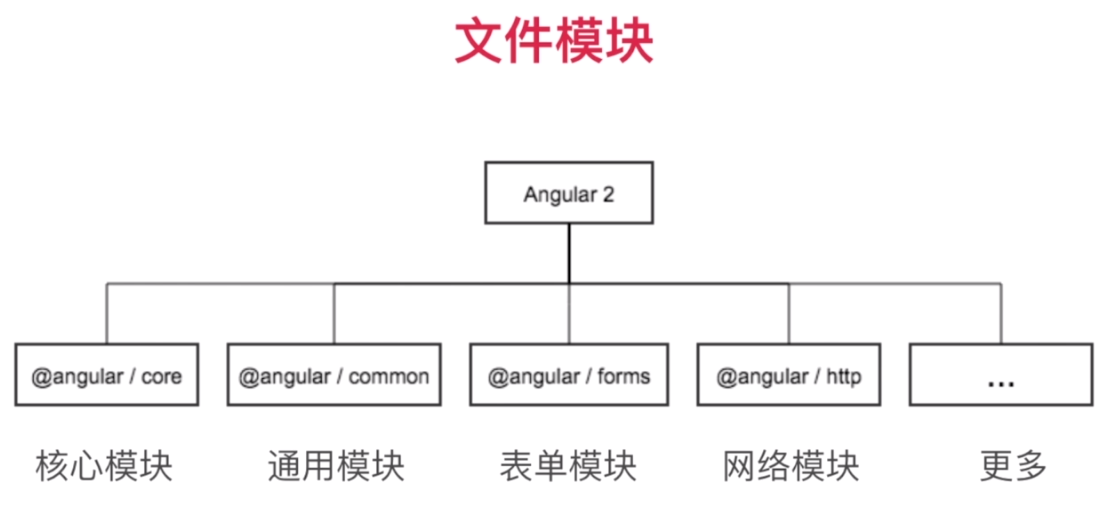 文件模块
Angular 2
@angular / core
@angular / common
@angular / forms
@angular / http
...
核心模块
通用模块
表单模块
网络模块
更多